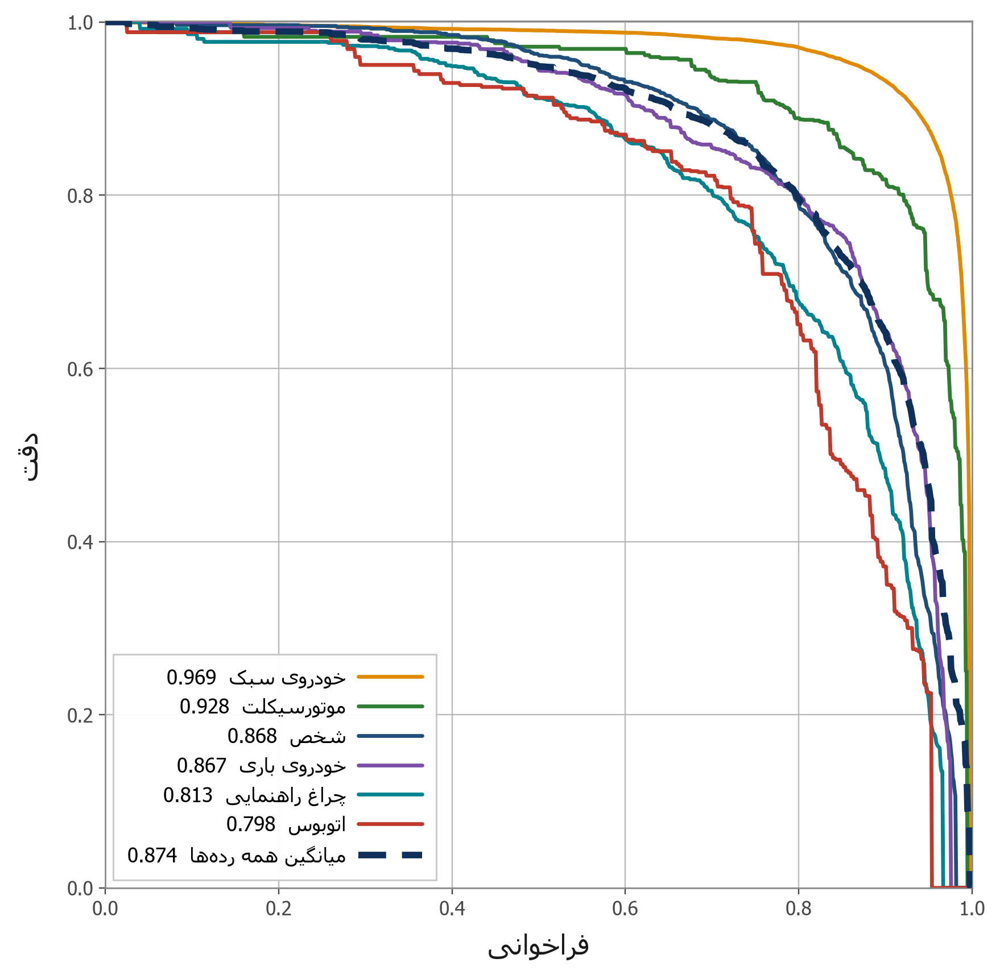 1.0
0.8
0.6
0.4
0.2
0.0
0.0 0.2 0.4 0.6 0.8 1.0
دقت
فراخوانی
خودروی سبک 0.969
موتورسیکلت 0.928
شخص 0.868
خودروی باری 0.867
چراغ راهنمایی 0.813
اتوبوس 0.798
میانگین همه رده‌ها 0.874